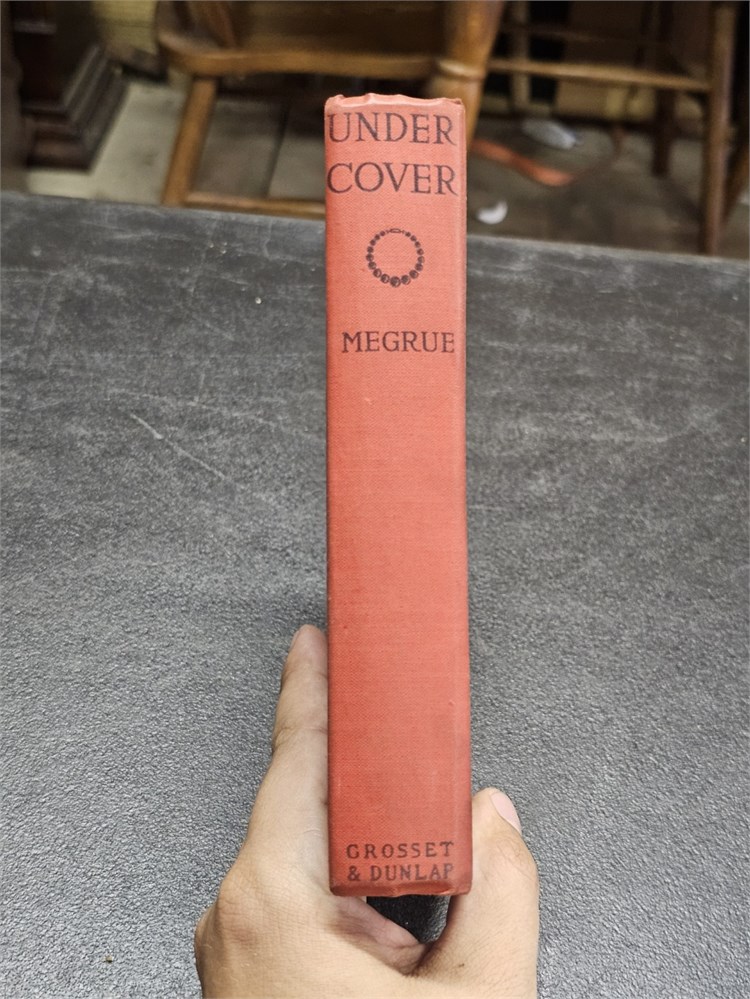 UNDER
COVER
MEGRUE
GROSSET
& DUNLAP